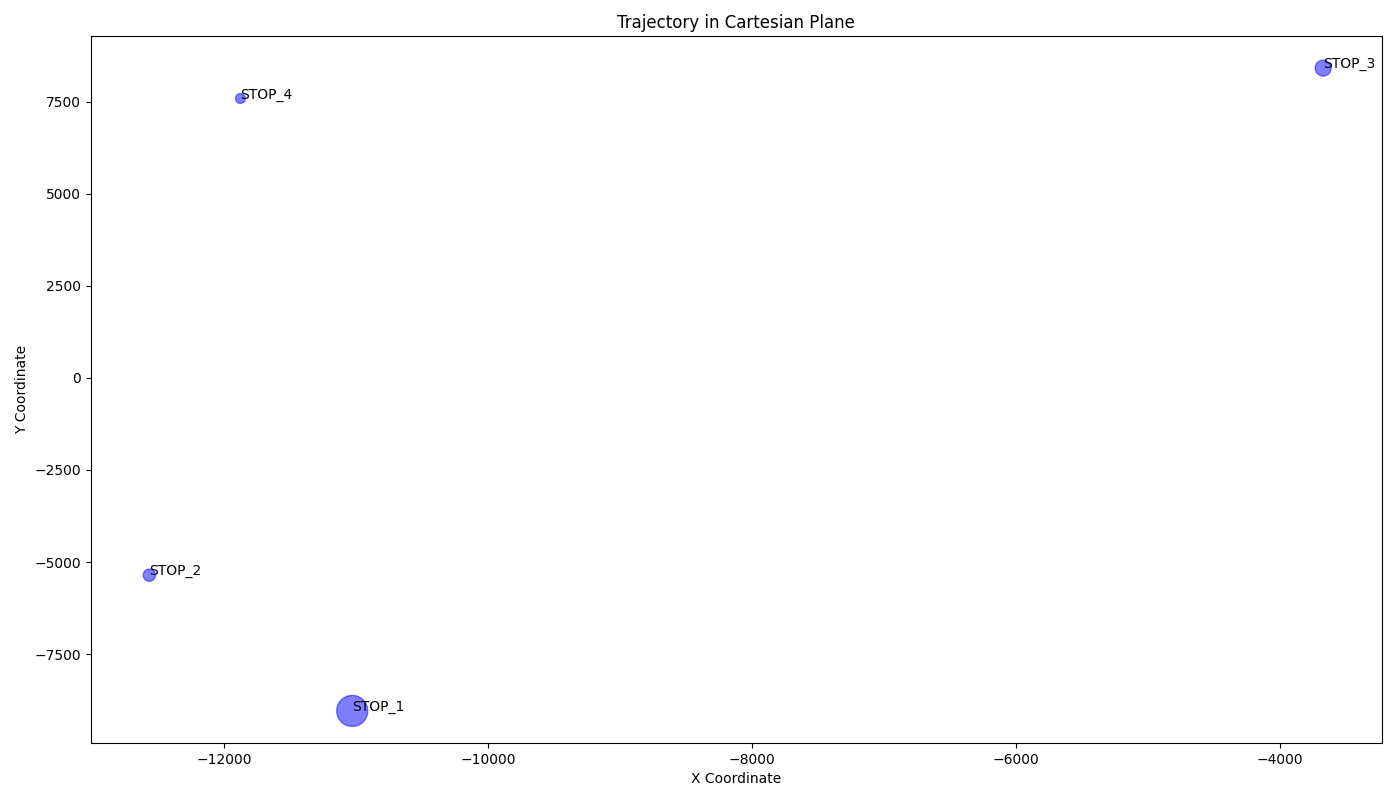 Trajectory in Cartesian Plane
STOP_3
STOP_4
STOP_2
STOP_1
7500
5000
2500
0
−2500
−5000
−7500
Y Coordinate
−12000
−10000
−8000
−6000
−4000
X Coordinate